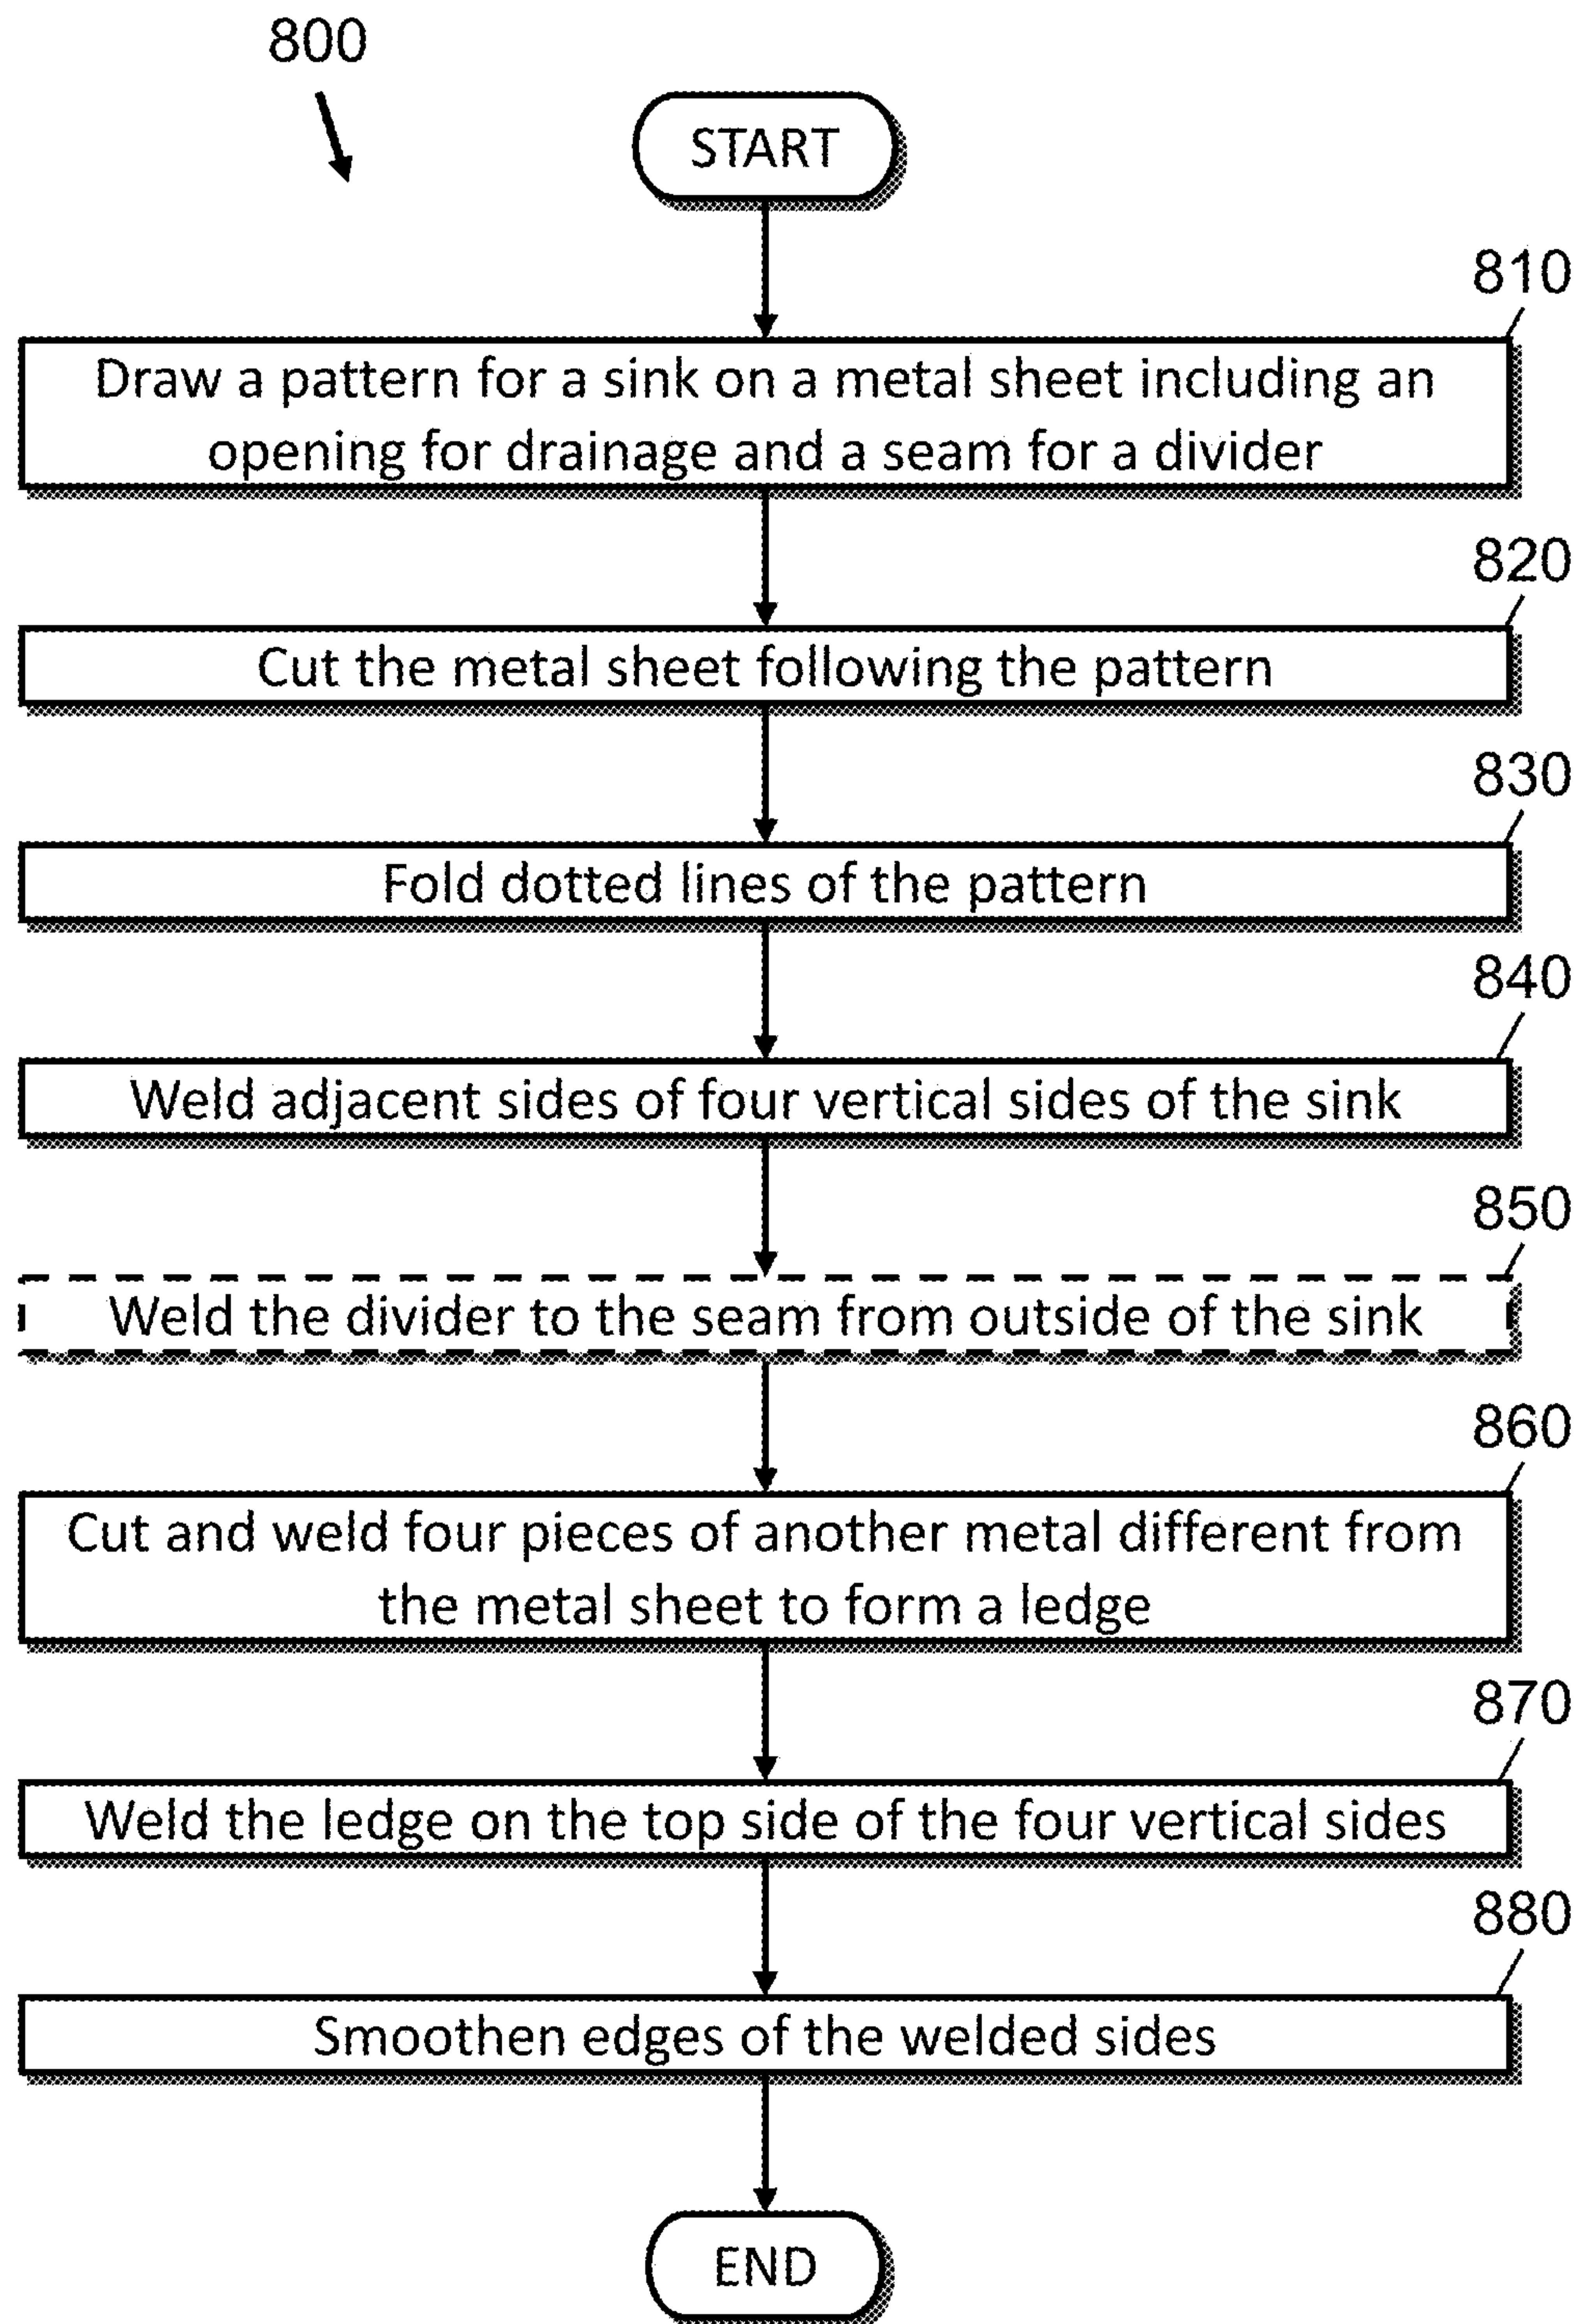 800
START
810
Draw a pattern for a sink on a metal sheet including an
opening for drainage and a seam for a divider
820
Cut the metal sheet following the pattern
830
Fold dotted lines of the pattern
840
Weld adjacent sides of four vertical sides of the sink
850
Weld the divider to the seam from outside of the sink
860
Cut and weld four pieces of another metal different from
the metal sheet to form a ledge
870
Weld the ledge on the top side of the four vertical sides
880
Smoothen edges of the welded sides
END